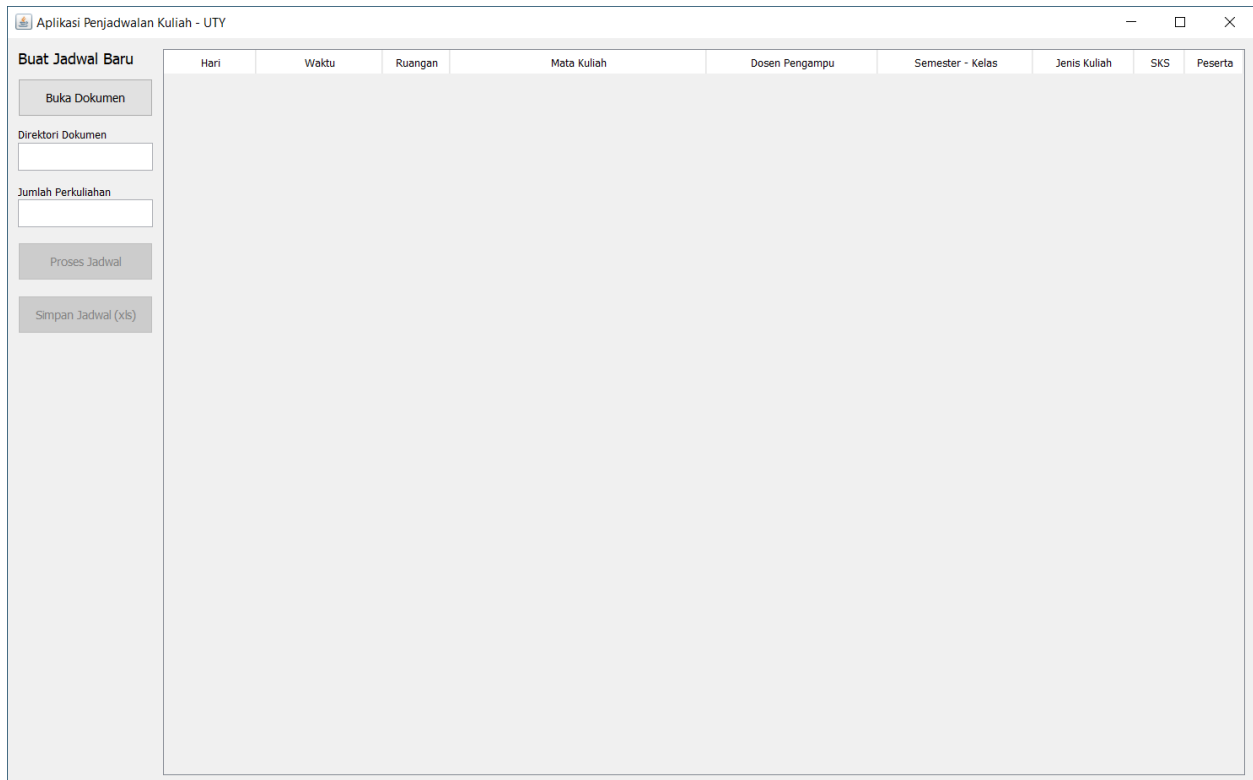 Aplikasi Penjadwalan Kuliah - UTY
Buat Jadwal Baru
Buka Dokumen
Direktori Dokumen
Jumlah Perkuliahan
Proses Jadwal
Simpan Jadwal (xls)
Hari Waktu Ruangan Mata Kuliah Dosen Pengampu Semester - Kelas Jenis Kuliah SKS Peserta